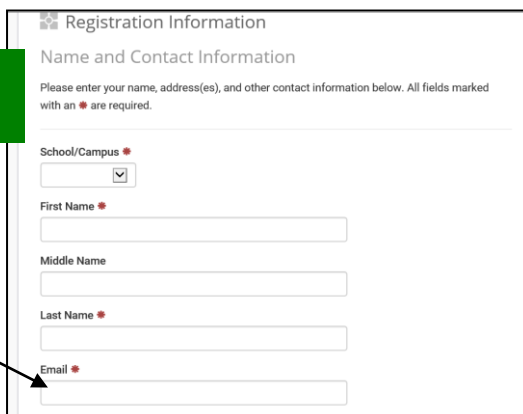 Registration Information
Name and Contact Information
Please enter your name, address(es), and other contact information below. All fields marked
with an * are required.
School/Campus *
First Name *
Middle Name
Last Name *
Email *